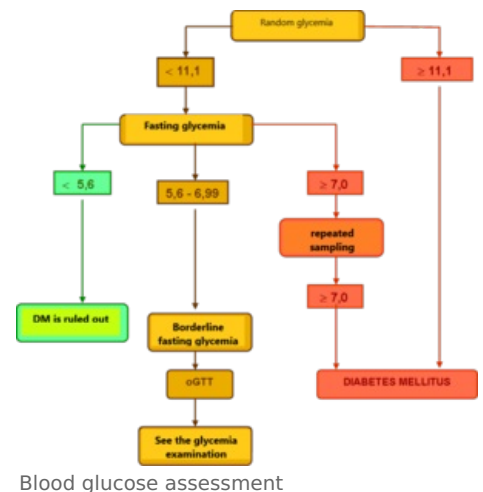 Random glycemia
< 11,1
≥ 11,1
Fasting glycemia
< 5,6
5,6 - 6,99
≥ 7,0
repeated
sampling
≥ 7,0
DM is ruled out
Borderline
fasting glycemia
oGTT
DIABETES MELLITUS
See the glycemia
examination
Blood glucose assessment